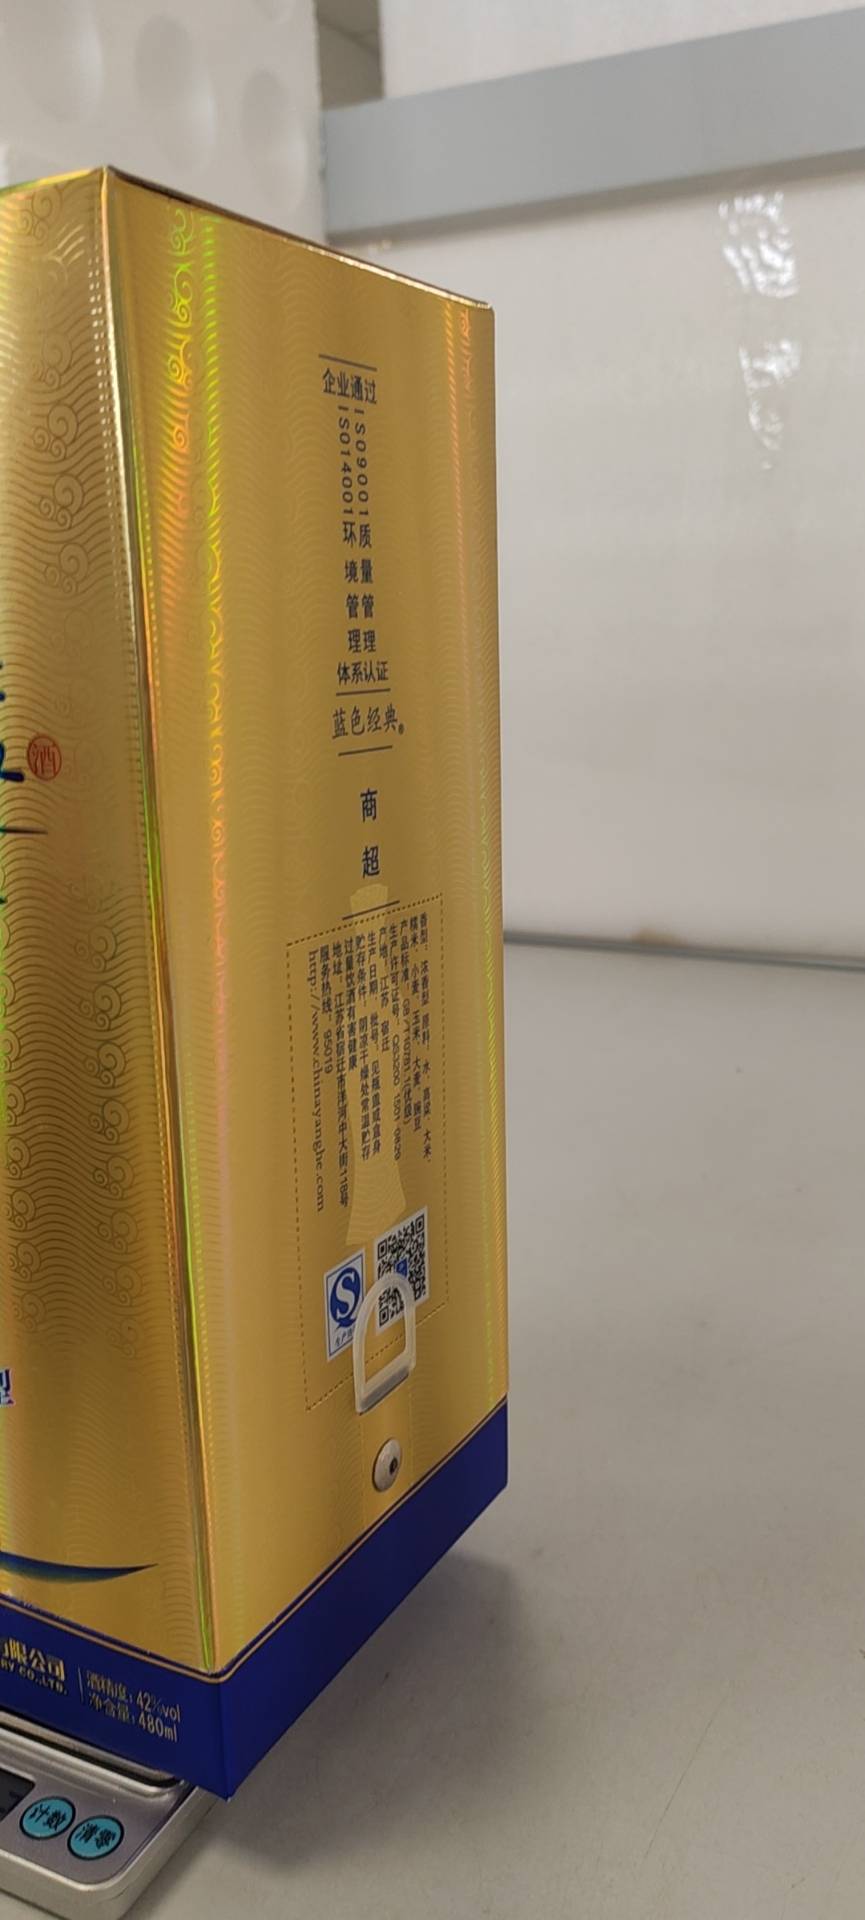 企业通过
ISO9001质量管理
ISO14001环境管理
体系认证
蓝色经典®
商超
香型：浓香型 原料：水、高粱、大米、
糯米、小麦、玉米、大麦、豌豆
产品标准：GB/T10781.1(优级)
生产许可证号：QS3200 1501 0429
产地：江苏 宿迁
生产日期、批号：见瓶盖或盒身
贮存条件：阴凉干燥处常温贮存
过量饮酒有害健康
地址：江苏省宿迁市洋河中大街118号
服务热线：95019
http://www.chinayanghe.com
酒
型
限公司
RY CO.,LTD.
酒精度：42%vol
净含量：480ml
计数
清零